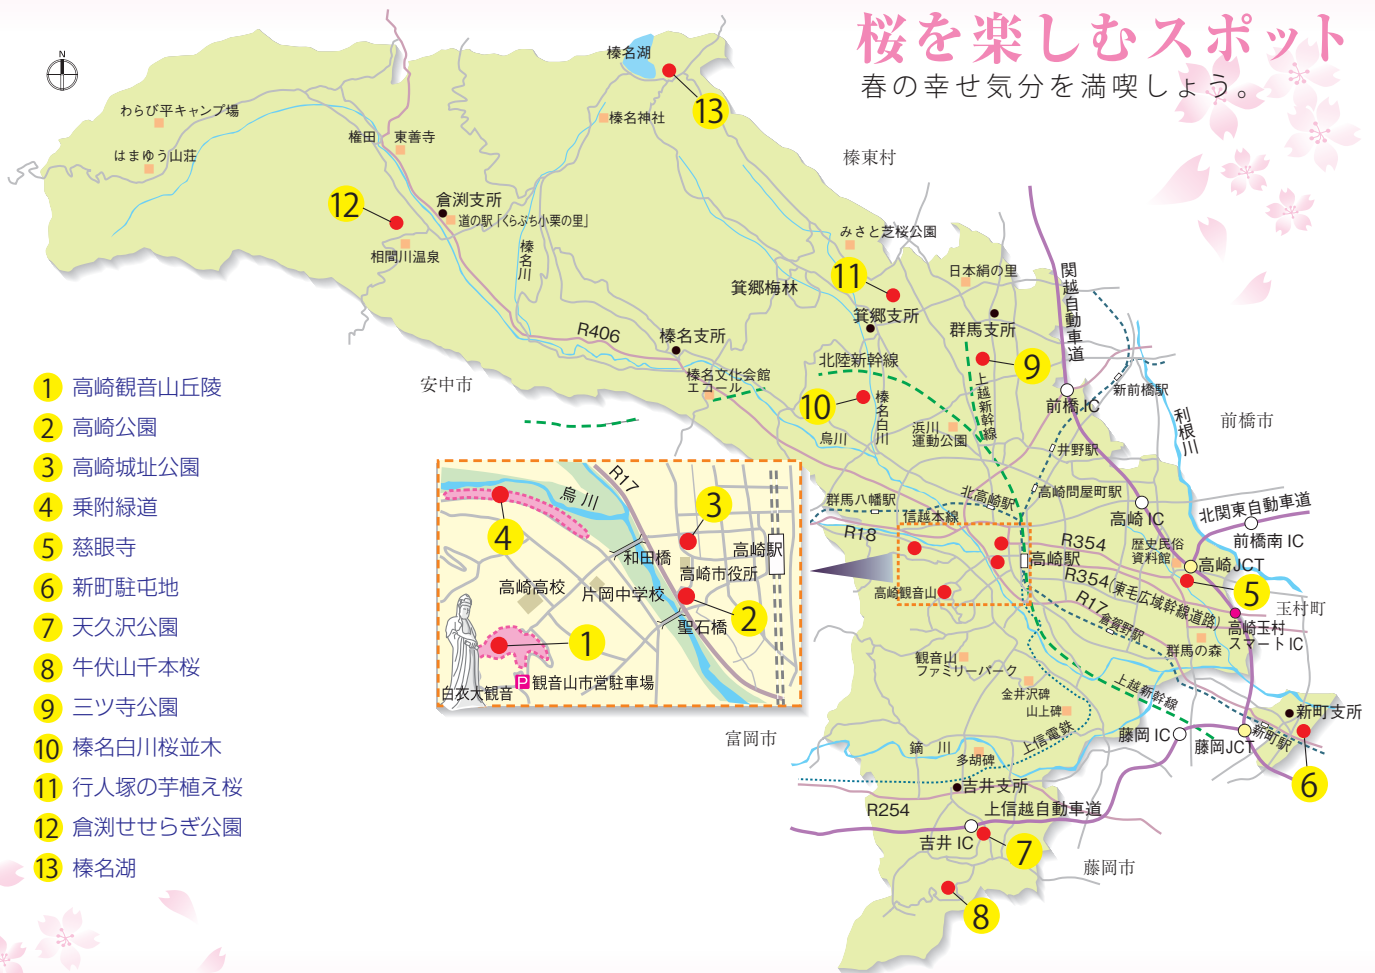 桜を楽しむスポット
春の幸せ気分を満喫しよう。
N
榛名湖
13
わらび平キャンプ場
榛名神社
権田
東善寺
はまゆう山荘
榛東村
12
倉渕支所
道の駅「くらぶち小栗の里」
相間川温泉
榛名川
みさと芝桜公園
11
日本絹の里
関越自動車道
箕郷梅林
箕郷支所
群馬支所
R406
榛名支所
北陸新幹線
9
上越新幹線
榛名文化会館
エコール
安中市
10
榛名白川
前橋IC
新前橋駅
利根川
前橋市
烏川
浜川
運動公園
井野駅
群馬八幡駅
北高崎駅
高崎問屋町駅
信越本線
高崎IC
北関東自動車道
前橋南IC
R18
R354
歴史民俗
資料館
高崎駅
高崎JCT
R354(東毛広域幹線道路)
5
高崎観音山
R17
倉賀野駅
玉村町
高崎玉村
スマートIC
群馬の森
観音山
ファミリーパーク
金井沢碑
山上碑
上越新幹線
新町支所
藤岡IC
藤岡JCT
新町駅
6
富岡市
鏑川
多胡碑
上信電鉄
吉井支所
R254
上信越自動車道
吉井IC
7
藤岡市
8
R17
烏川
3
4
和田橋
高崎駅
高崎市役所
高崎高校
片岡中学校
2
聖石橋
1
P
観音山市営駐車場
白衣大観音
1 高崎観音山丘陵
2 高崎公園
3 高崎城址公園
4 乗附緑道
5 慈眼寺
6 新町駐屯地
7 天久沢公園
8 牛伏山千本桜
9 三ツ寺公園
10 榛名白川桜並木
11 行人塚の芋植え桜
12 倉渕せせらぎ公園
13 榛名湖